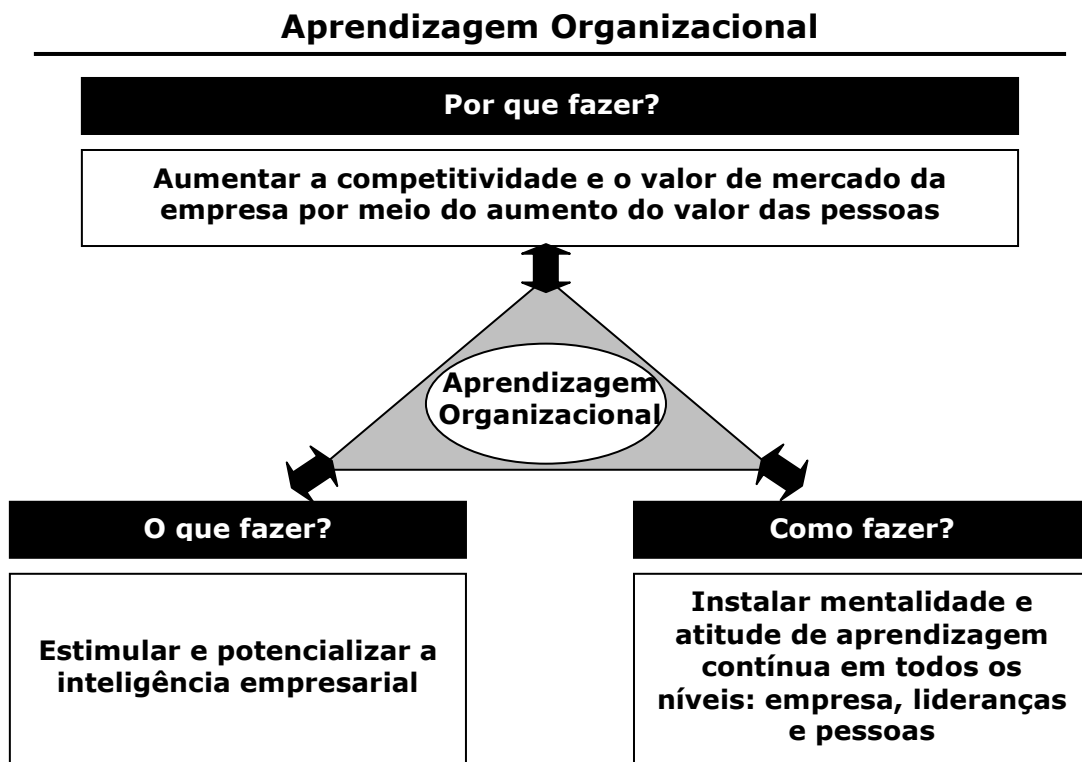 Aprendizagem Organizacional
Por que fazer?
Aumentar a competitividade e o valor de mercado da
empresa por meio do aumento do valor das pessoas
Aprendizagem
Organizacional
O que fazer?
Estimular e potencializar a
inteligência empresarial
Como fazer?
Instalar mentalidade e
atitude de aprendizagem
contínua em todos os
níveis: empresa, lideranças
e pessoas